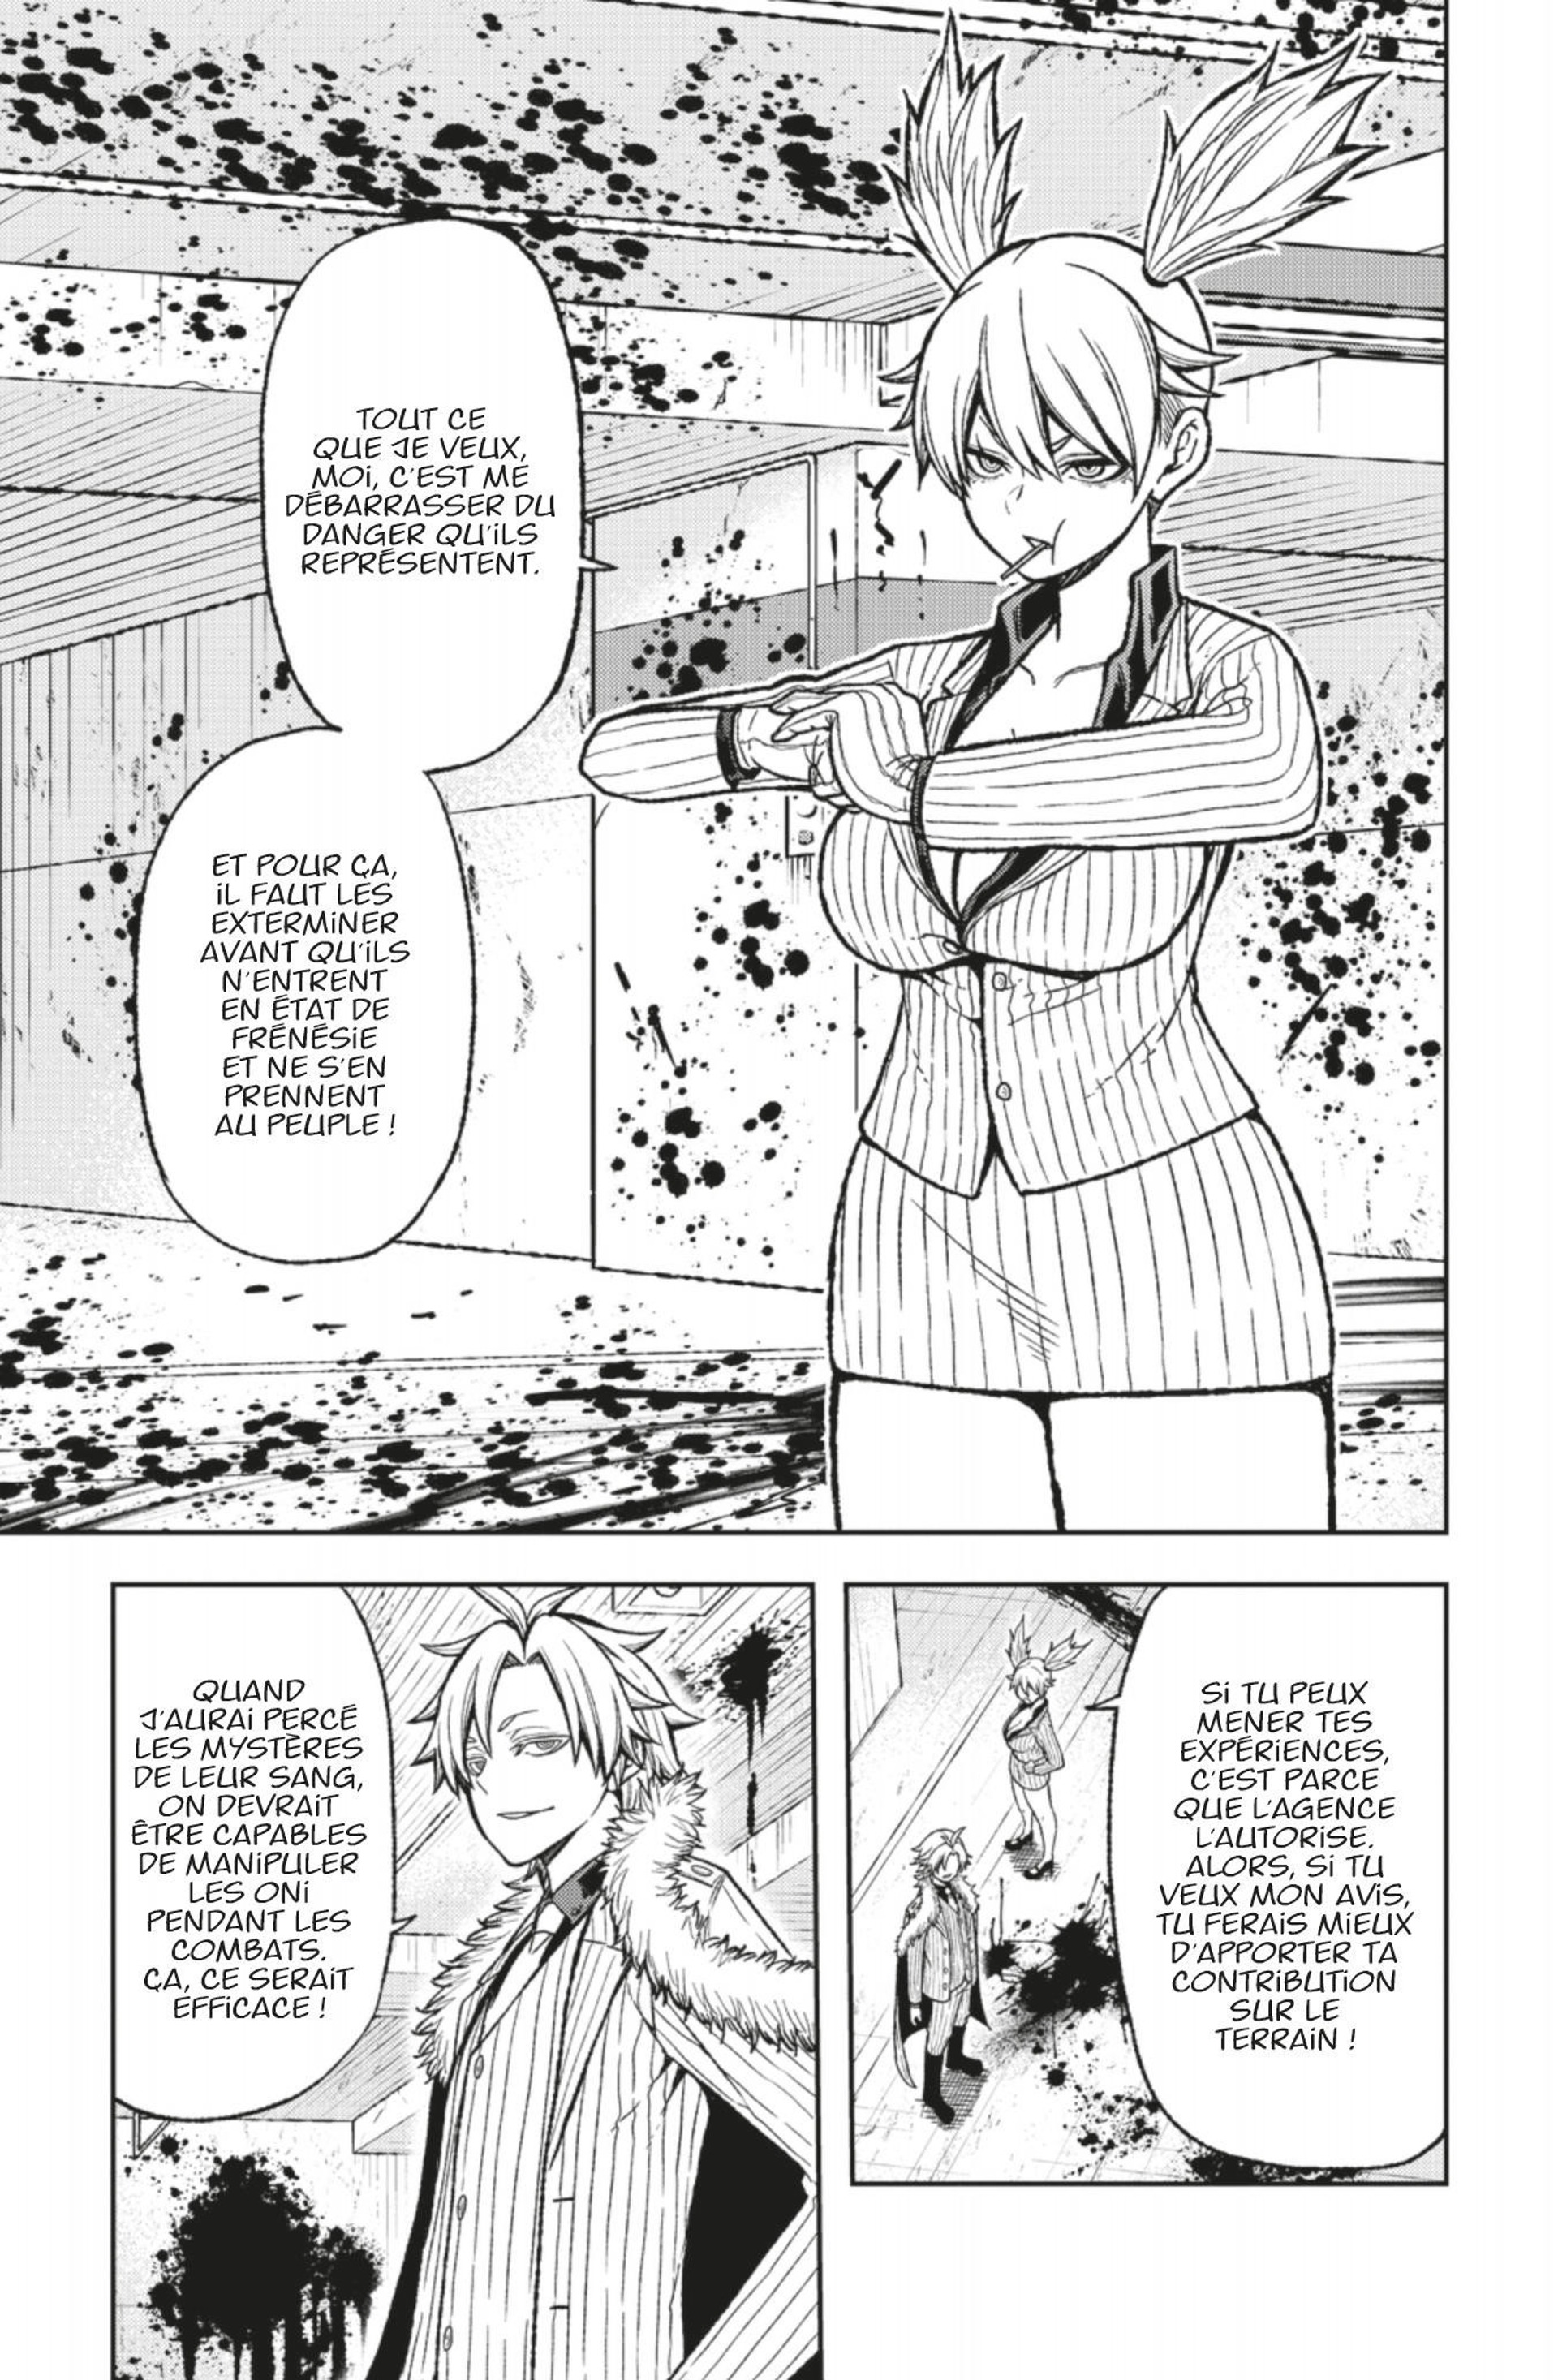 TOUT CE
QUE JE VEUX,
MOI, C'EST ME
DÉBARRASSER DU
DANGER QU'ILS
REPRÉSENTENT.
ET POUR ÇA,
IL FAUT LES
EXTERMINER
AVANT QU'ILS
N'ENTRENT
EN ÉTAT DE
FRÉNÉSIE
ET NE S'EN
PRENNENT
AU PEUPLE !
SI TU PEUX
MENER TES
EXPÉRIENCES,
C'EST PARCE
QUE L'AGENCE
L'AUTORISE.
ALORS, SI TU
VEUX MON AVIS,
TU FERAIS MIEUX
D'APPORTER TA
CONTRIBUTION
SUR LE
TERRAIN !
QUAND
J'AURAI PERCÉ
LES MYSTÈRES
DE LEUR SANG,
ON DEVRAIT
ÊTRE CAPABLES
DE MANIPULER
LES ONI
PENDANT LES
COMBATS.
ÇA, CE SERAIT
EFFICACE !